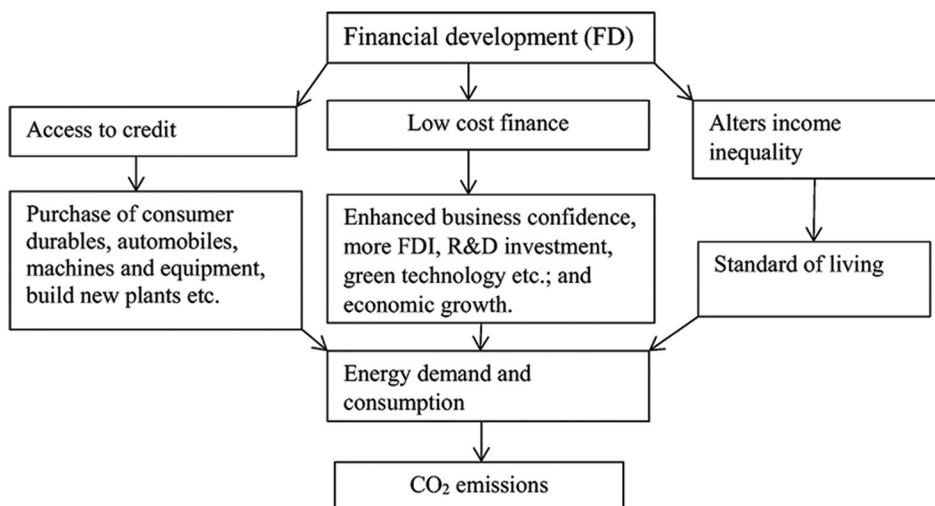 Financial development (FD)
Access to credit
Low cost finance
Alters income
inequality
Purchase of consumer
durables, automobiles,
machines and equipment,
build new plants etc.
Enhanced business confidence,
more FDI, R&D investment,
green technology etc.; and
economic growth.
Standard of living
Energy demand and
consumption
CO₂ emissions